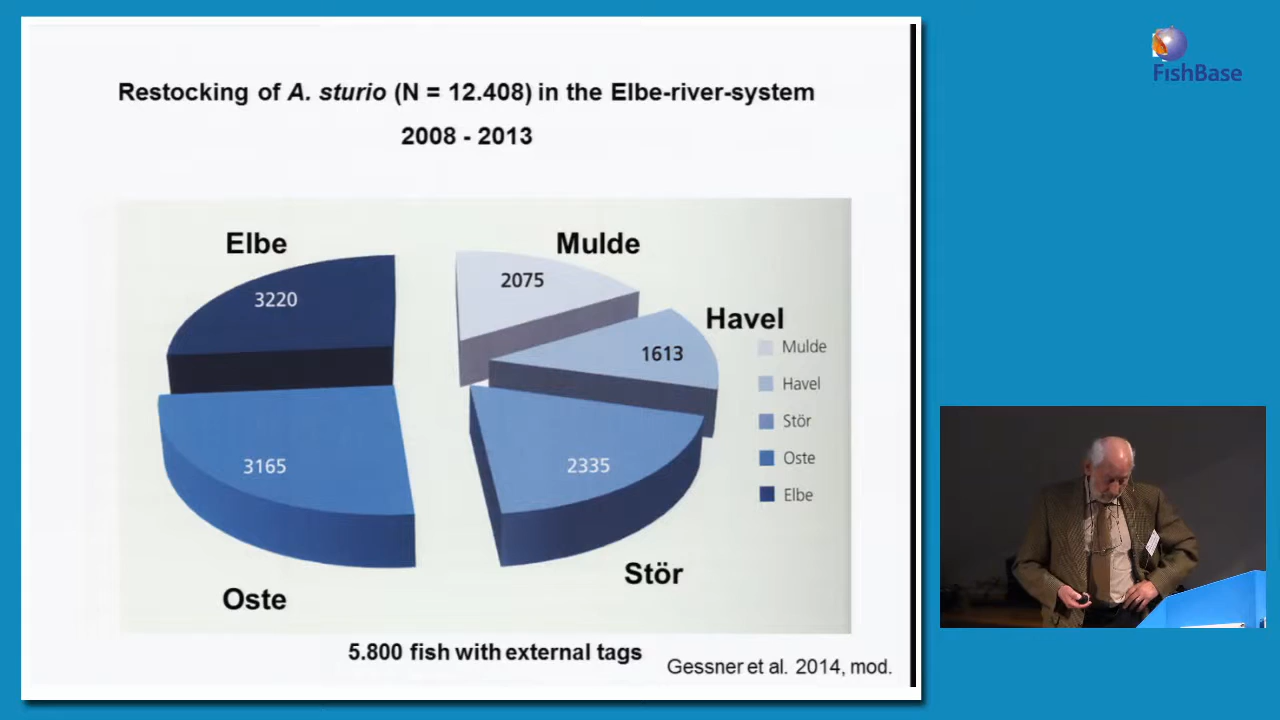 FishBase
Restocking of A. sturio (N = 12.408) in the Elbe-river-system
2008 - 2013
Elbe
Mulde
3220
2075
Havel
1613
Mulde
Havel
Stör
Oste
Elbe
3165
2335
Stör
Oste
5.800 fish with external tags
Gessner et al. 2014, mod.